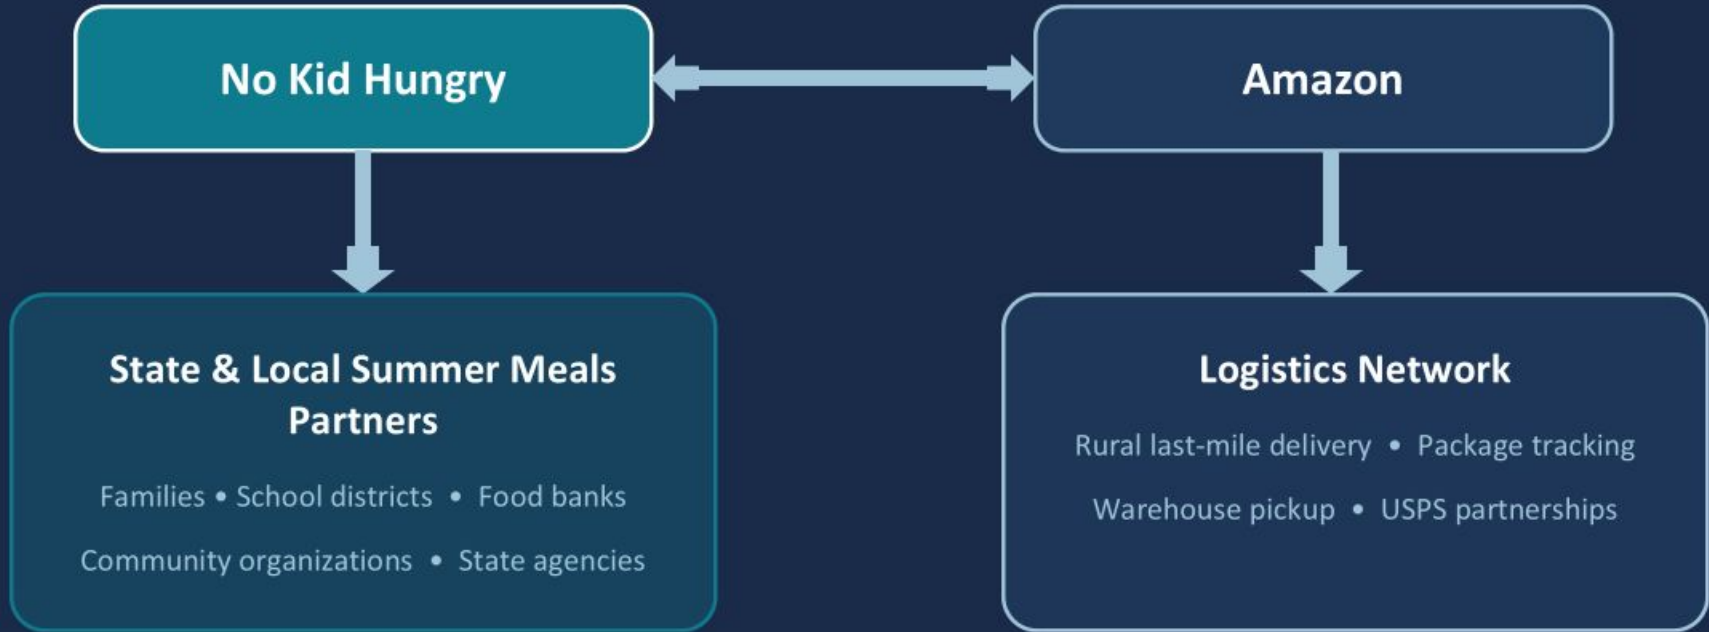 No Kid Hungry
Amazon
State & Local Summer Meals
Partners
Families • School districts • Food banks
Community organizations • State agencies
Logistics Network
Rural last-mile delivery • Package tracking
Warehouse pickup • USPS partnerships